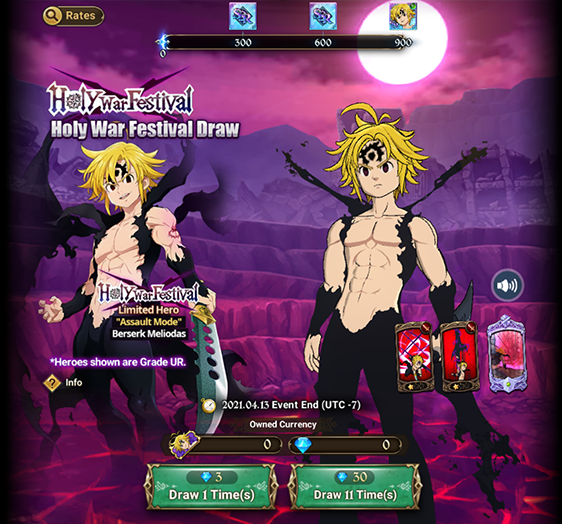 Rates
0
300
600
900
Holy War Festival
Holy War Festival Draw
Holy War Festival
Limited Hero
"Assault Mode"
Berserk Meliodas
*Heroes shown are Grade UR.
? Info
2021.04.13 Event End (UTC -7)
Owned Currency
0
0
3
30
Draw 1 Time(s)
Draw 11 Time(s)